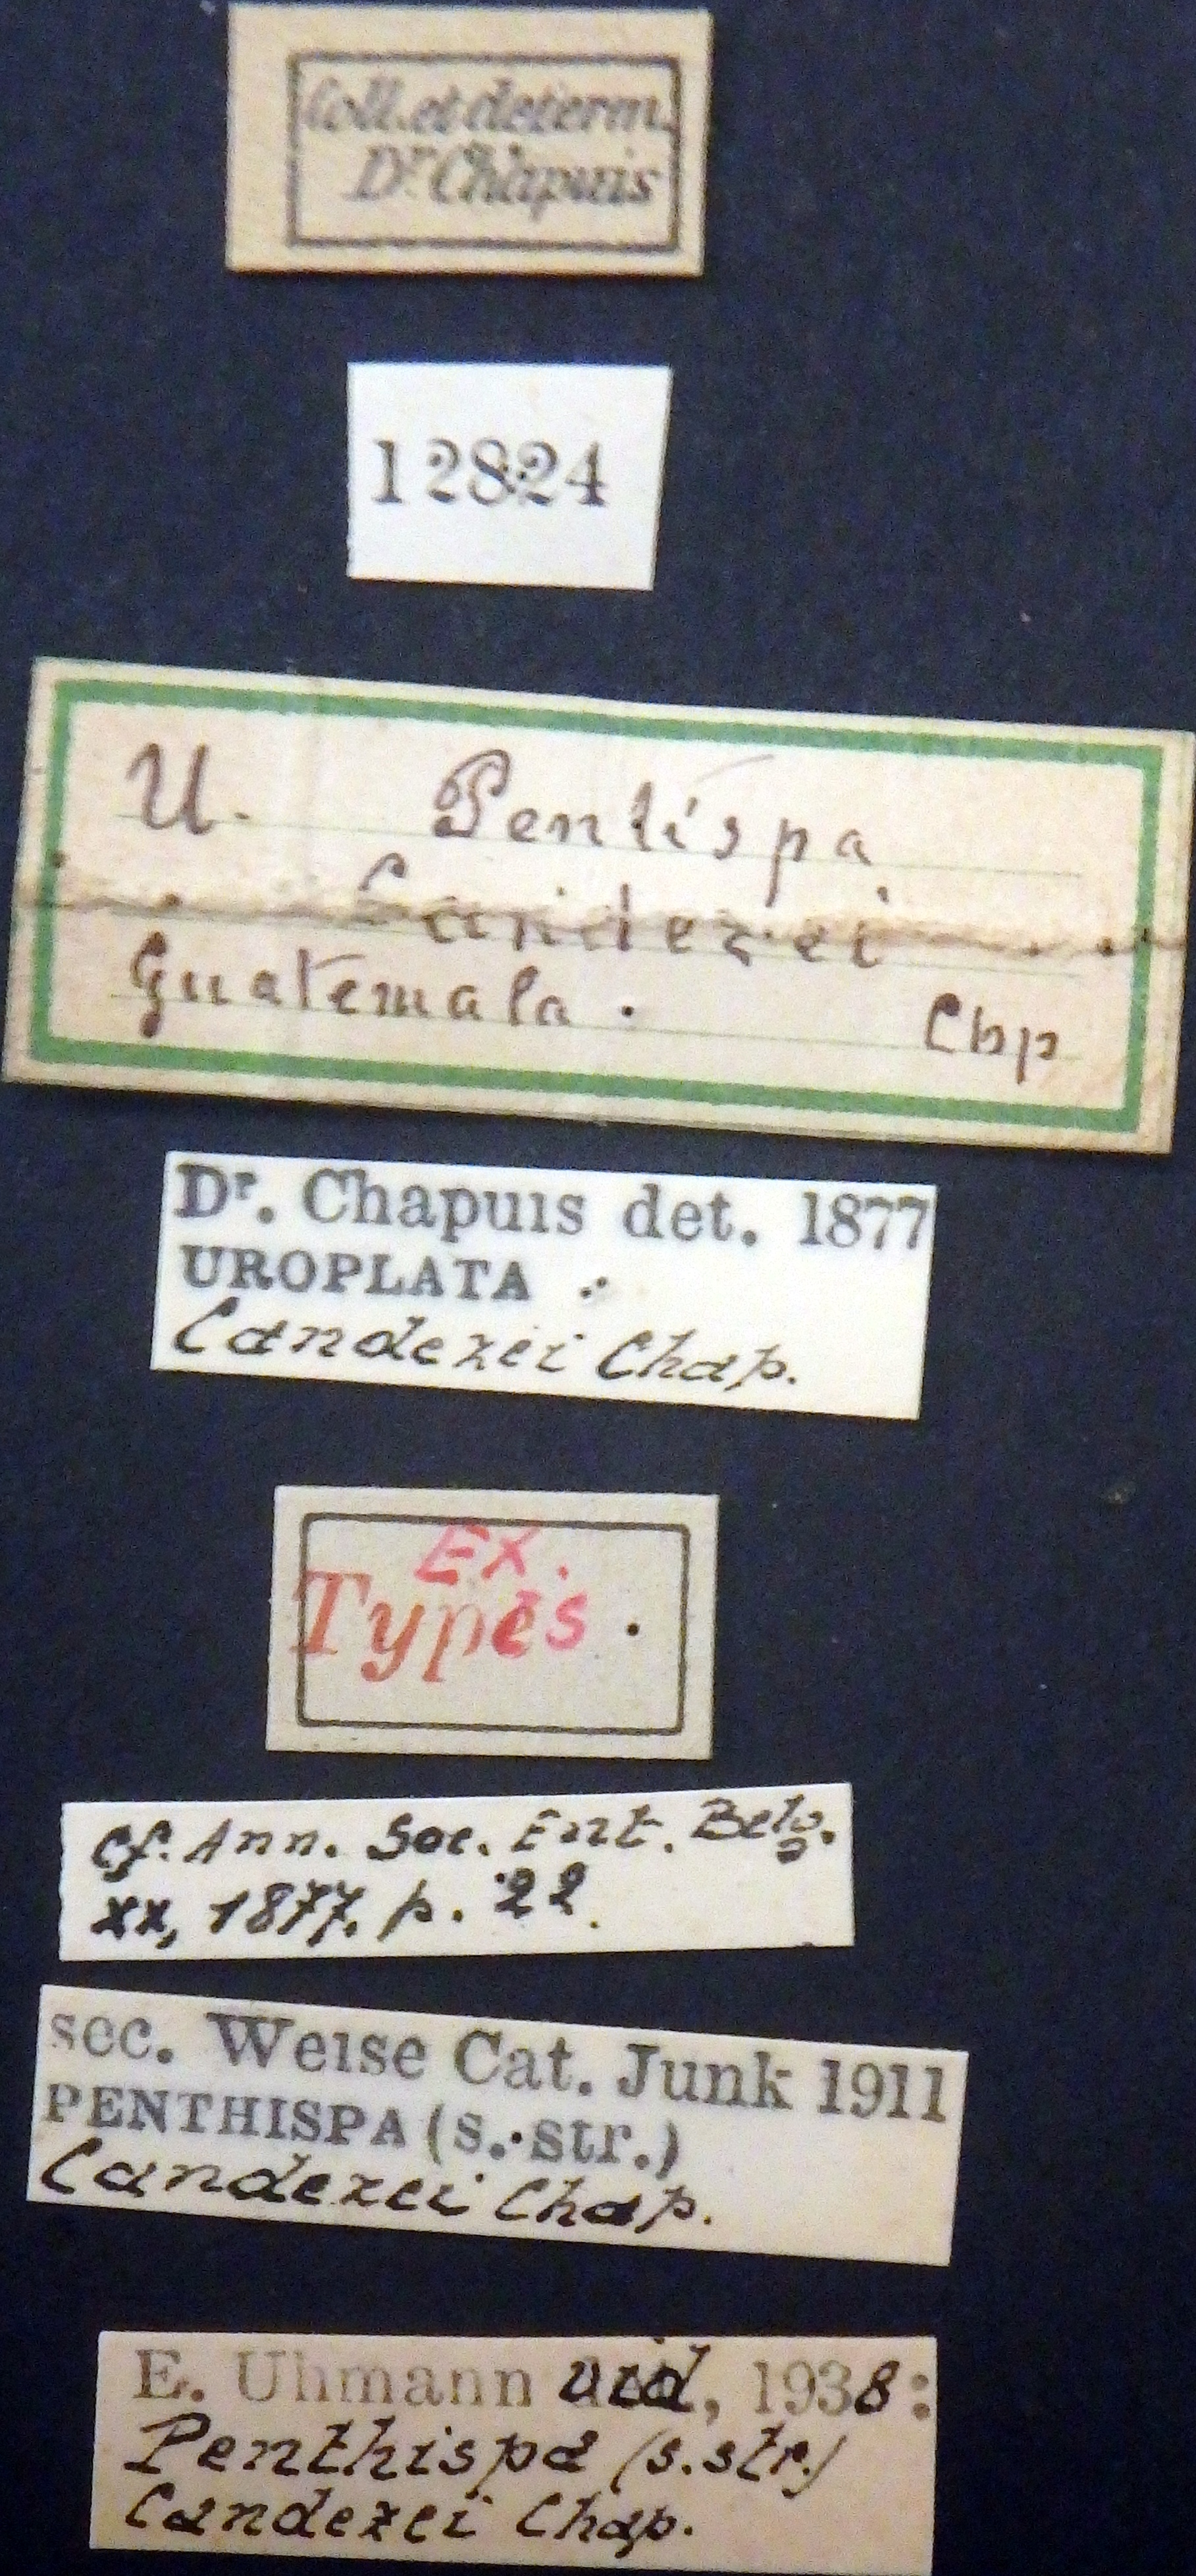 Coll. et determ.
Dr. Chapuis
12824
U. Pentispa
Candezei
Guatemala. Chp
Dr. Chapuis det. 1877
UROPLATA
Candezei Chap.
Ex.
Types
Cf. Ann. Soc. Ent. Belg.
XX, 1877, p. 22.
sec. Weise Cat. Junk 1911
PENTHISPA (s. str.)
Candezei Chap.
E. Uhmann vid, 1938:
Penthispa (s. str.)
Candezei Chap.